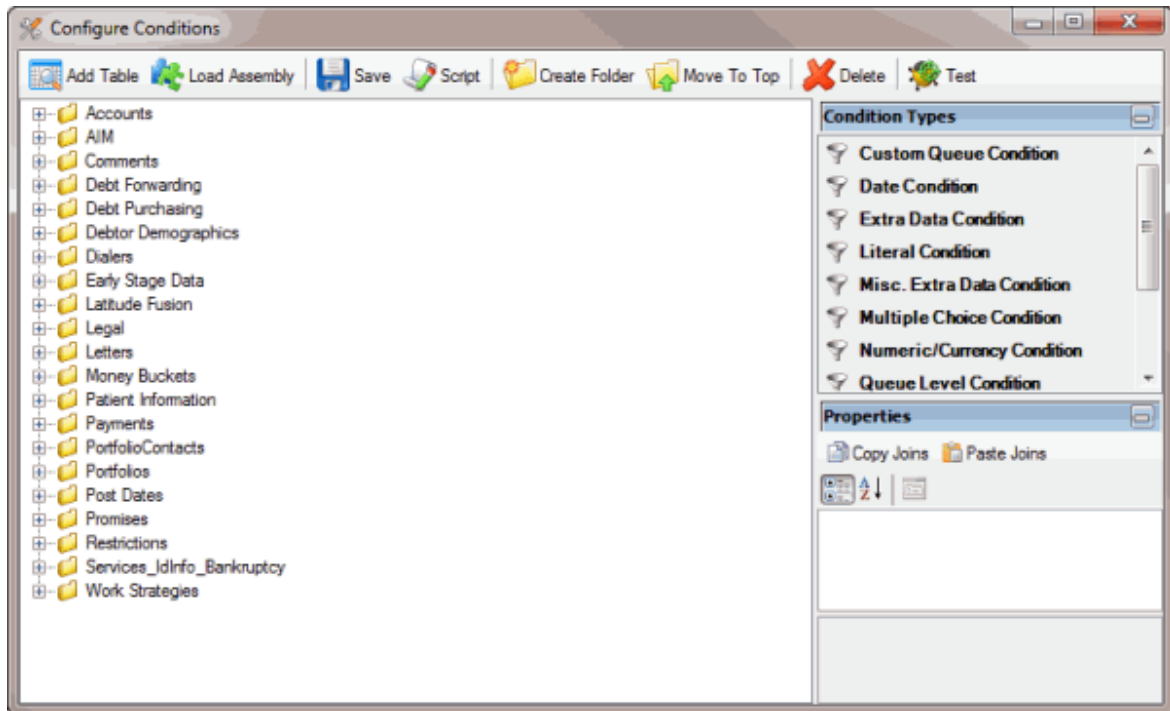 Configure Conditions
Add Table Load Assembly Save Script Create Folder Move To Top Delete Test
Accounts
AIM
Comments
Debt Forwarding
Debt Purchasing
Debtor Demographics
Dialers
Early Stage Data
Latitude Fusion
Legal
Letters
Money Buckets
Patient Information
Payments
PortfolioContacts
Portfolios
Post Dates
Promises
Restrictions
Services_IdInfo_Bankruptcy
Work Strategies
Condition Types
Custom Queue Condition
Date Condition
Extra Data Condition
Literal Condition
Misc. Extra Data Condition
Multiple Choice Condition
Numeric/Currency Condition
Queue Level Condition
Properties
Copy Joins Paste Joins